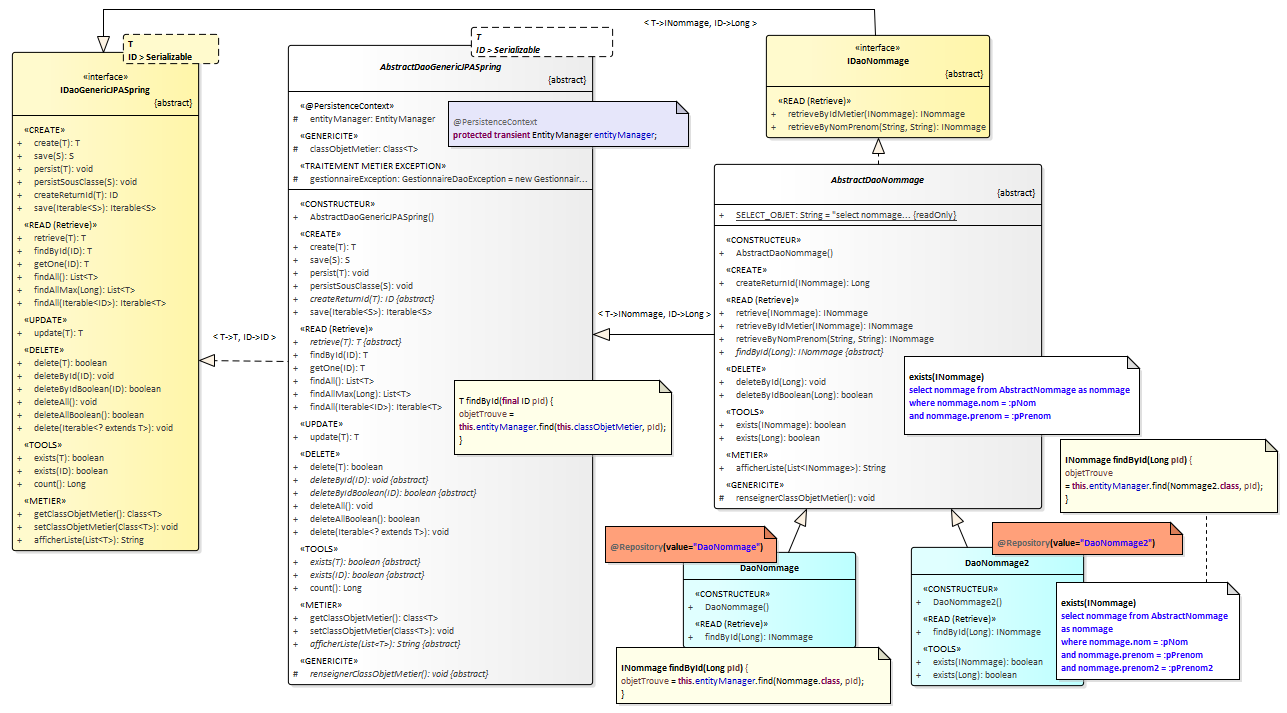 < T->INommage, ID->Long >
T
ID > Serializable
«interface»
IDaoGenericJPASpring
{abstract}
«CREATE»
+ create(T): T
+ save(S): S
+ persist(T): void
+ persistSousClasse(S): void
+ createReturnId(T): ID
+ save(Iterable<S>): Iterable<S>
«READ (Retrieve)»
+ retrieve(T): T
+ findById(ID): T
+ getOne(ID): T
+ findAll(): List<T>
+ findAllMax(Long): List<T>
+ findAll(Iterable<ID>): Iterable<T>
«UPDATE»
+ update(T): T
«DELETE»
+ delete(T): boolean
+ deleteById(ID): void
+ deleteByIdBoolean(ID): boolean
+ deleteAll(): void
+ deleteAllBoolean(): boolean
+ delete(Iterable<? extends T>): void
«TOOLS»
+ exists(T): boolean
+ exists(ID): boolean
+ count(): Long
«METIER»
+ getClassObjetMetier(): Class<T>
+ setClassObjetMetier(Class<T>): void
+ afficherListe(List<T>): String
< T->T, ID->ID >
T
ID > Serializable
AbstractDaoGenericJPASpring
{abstract}
«@PersistenceContext»
# entityManager: EntityManager
«GENERICITE»
# classObjetMetier: Class<T>
«TRAITEMENT METIER EXCEPTION»
# gestionnaireException: GestionnaireDaoException = new Gestionnair...
«CONSTRUCTEUR»
+ AbstractDaoGenericJPASpring()
«CREATE»
+ create(T): T
+ save(S): S
+ persist(T): void
+ persistSousClasse(S): void
+ createReturnId(T): ID {abstract}
+ save(Iterable<S>): Iterable<S>
«READ (Retrieve)»
+ retrieve(T): T {abstract}
+ findById(ID): T
+ getOne(ID): T
+ findAll(): List<T>
+ findAllMax(Long): List<T>
+ findAll(Iterable<ID>): Iterable<T>
«UPDATE»
+ update(T): T
«DELETE»
+ delete(T): boolean
+ deleteById(ID): void {abstract}
+ deleteByIdBoolean(ID): boolean {abstract}
+ deleteAll(): void
+ deleteAllBoolean(): boolean
+ delete(Iterable<? extends T>): void
«TOOLS»
+ exists(T): boolean {abstract}
+ exists(ID): boolean {abstract}
+ count(): Long
«METIER»
+ getClassObjetMetier(): Class<T>
+ setClassObjetMetier(Class<T>): void
+ afficherListe(List<T>): String {abstract}
«GENERICITE»
# renseignerClassObjetMetier(): void {abstract}
@PersistenceContext
protected transient EntityManager entityManager;
T findById(final ID pId) {
objetTrouve =
this.entityManager.find(this.classObjetMetier, pId);
}
< T->INommage, ID->Long >
«interface»
IDaoNommage
{abstract}
«READ (Retrieve)»
+ retrieveByIdMetier(INommage): INommage
+ retrieveByNomPrenom(String, String): INommage
AbstractDaoNommage
{abstract}
+ SELECT_OBJET: String = "select nommage... {readOnly}
«CONSTRUCTEUR»
+ AbstractDaoNommage()
«CREATE»
+ createReturnId(INommage): Long
«READ (Retrieve)»
+ retrieve(INommage): INommage
+ retrieveByIdMetier(INommage): INommage
+ retrieveByNomPrenom(String, String): INommage
+ findById(Long): INommage {abstract}
«DELETE»
+ deleteById(Long): void
+ deleteByIdBoolean(Long): boolean
«TOOLS»
+ exists(INommage): boolean
+ exists(Long): boolean
«METIER»
+ afficherListe(List<INommage>): String
«GENERICITE»
# renseignerClassObjetMetier(): void
exists(INommage)
select nommage from AbstractNommage as nommage
where nommage.nom = :pNom
and nommage.prenom = :pPrenom
INommage findById(Long pId) {
objetTrouve
= this.entityManager.find(Nommage2.class, pId);
}
@Repository(value="DaoNommage")
DaoNommage
«CONSTRUCTEUR»
+ DaoNommage()
«READ (Retrieve)»
+ findById(Long): INommage
INommage findById(Long pId) {
objetTrouve = this.entityManager.find(Nommage.class, pId);
}
@Repository(value="DaoNommage2")
DaoNommage2
«CONSTRUCTEUR»
+ DaoNommage2()
«READ (Retrieve)»
+ findById(Long): INommage
«TOOLS»
+ exists(INommage): boolean
+ exists(Long): boolean
exists(INommage)
select nommage from AbstractNommage
as nommage
where nommage.nom = :pNom
and nommage.prenom = :pPrenom
and nommage.prenom2 = :pPrenom2